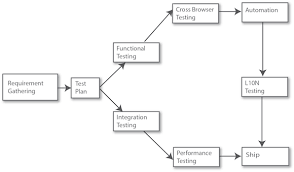 Cross Browser
Testing
Automation
Functional
Testing
Requirement
Gathering
Test
Plan
L10N
Testing
Integration
Testing
Performance
Testing
Ship